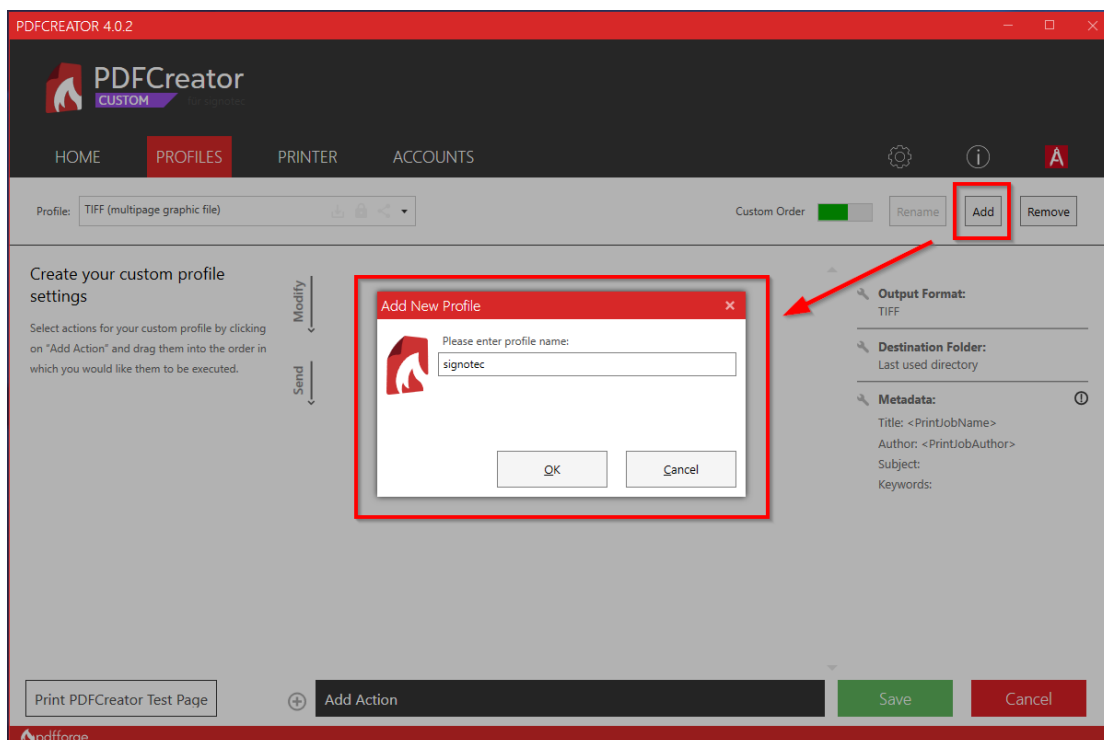 PDFCREATOR 4.0.2
PDFCreator
CUSTOM
for signotec
HOME PROFILES PRINTER ACCOUNTS
Profile: TIFF (multipage graphic file) Custom Order Rename Add Remove
Create your custom profile
settings
Select actions for your custom profile by clicking
on "Add Action" and drag them into the order in
which you would like them to be executed.
Modify
Send
Add New Profile
Please enter profile name:
signotec
OK Cancel
Output Format:
TIFF
Destination Folder:
Last used directory
Metadata:
Title: <PrintJobName>
Author: <PrintJobAuthor>
Subject:
Keywords:
Print PDFCreator Test Page Add Action Save Cancel
pdfforge